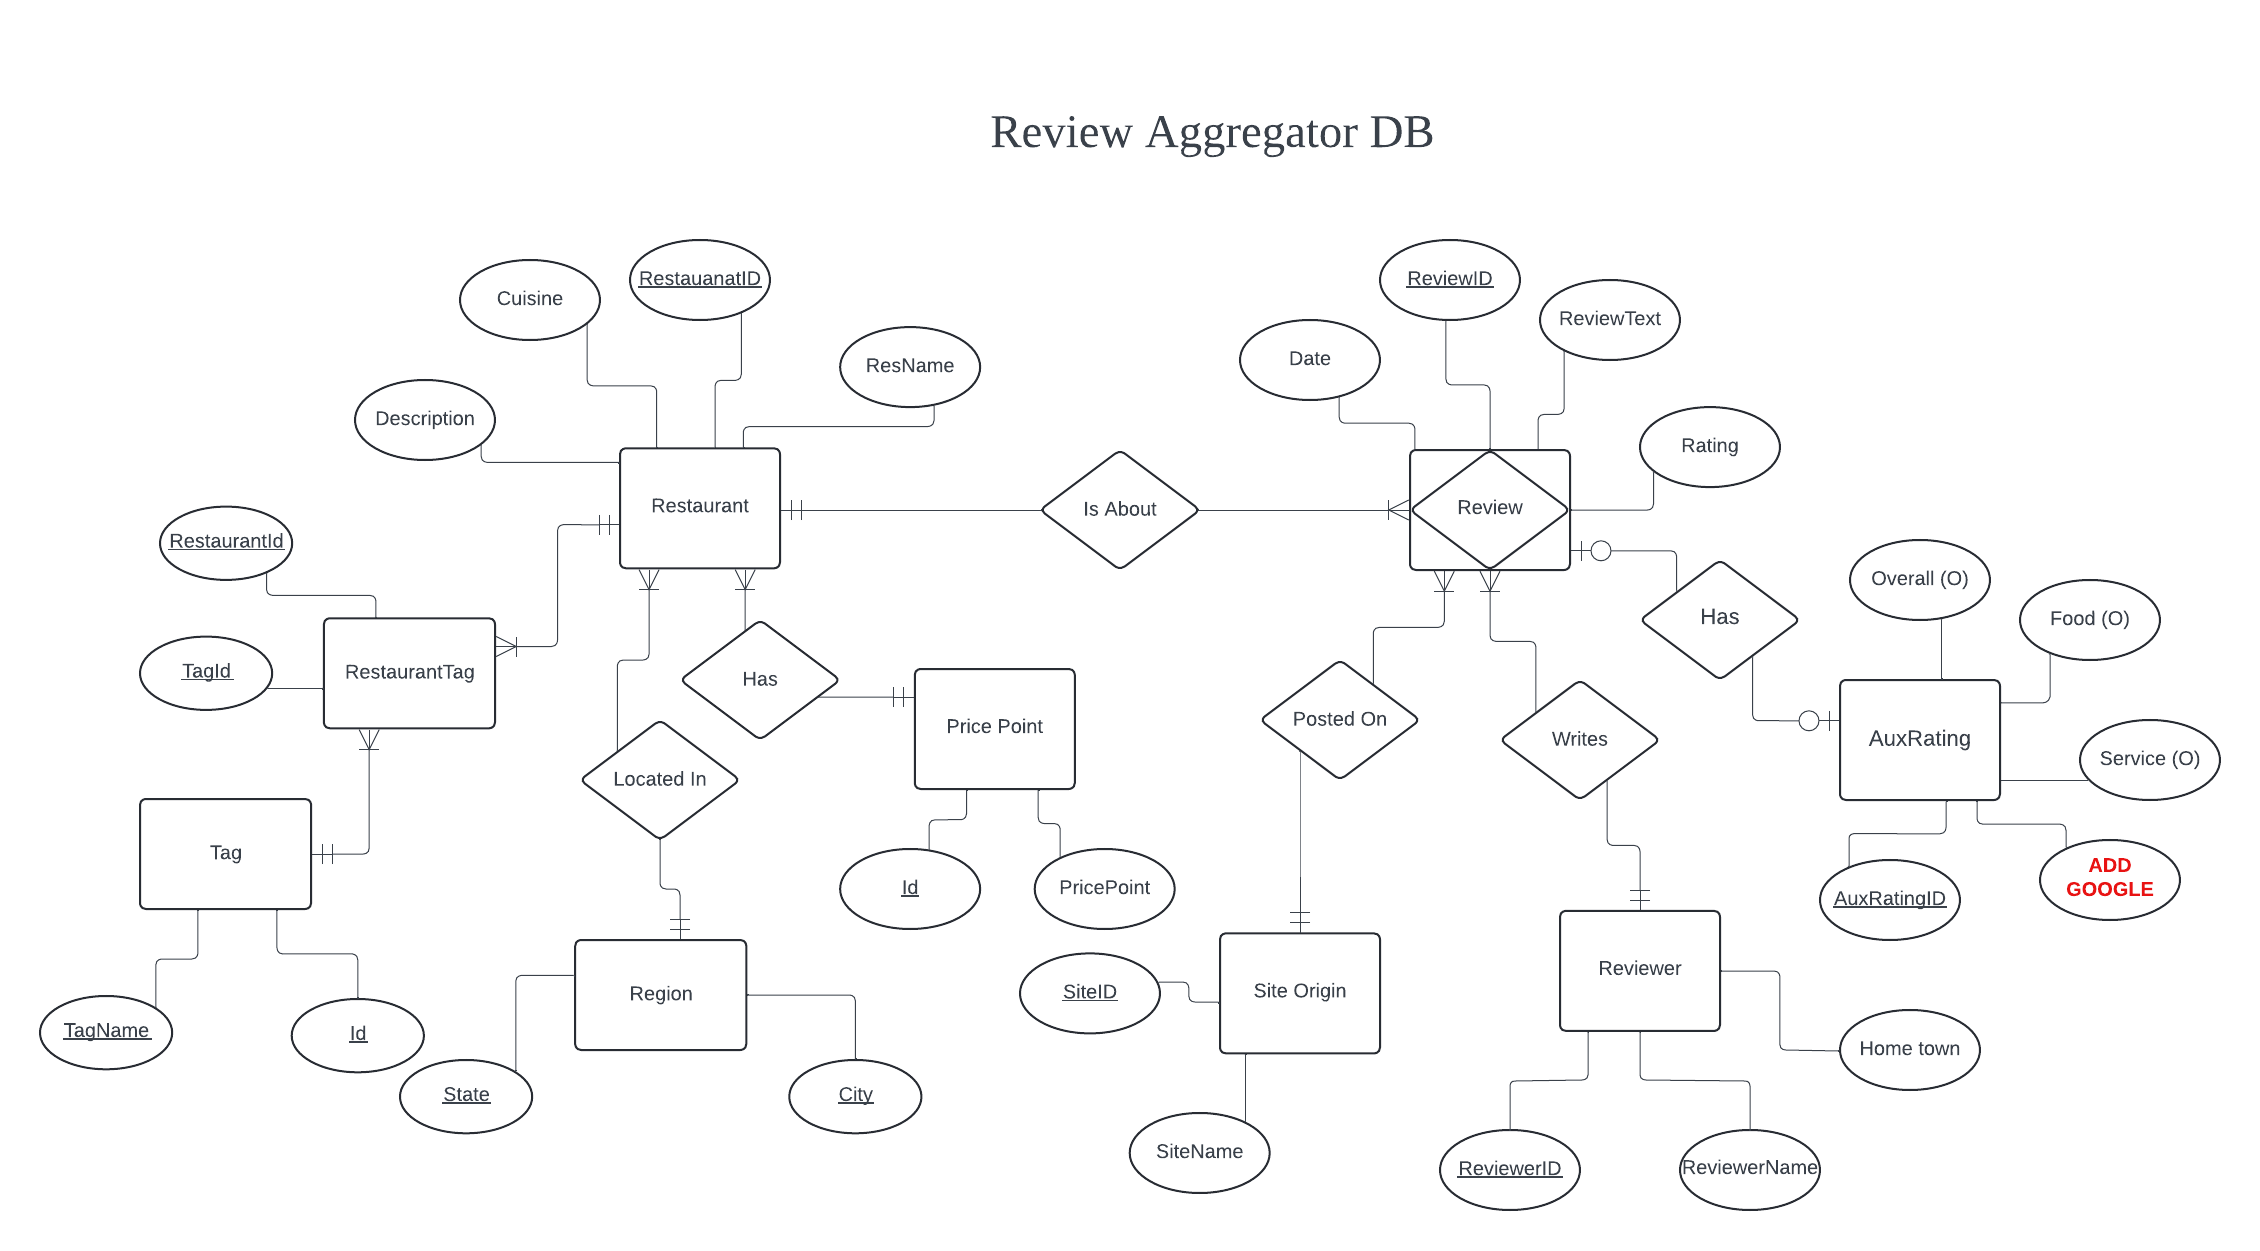 Review Aggregator DB
Cuisine
RestauanatID
ReviewID
ReviewText
Date
ResName
Description
Rating
Restaurant
Is About
Review
RestaurantId
Overall (O)
Food (O)
Has
TagId
RestaurantTag
Has
Price Point
Posted On
Writes
AuxRating
Service (O)
Located In
Tag
Id
PricePoint
ADD
GOOGLE
AuxRatingID
Reviewer
Region
SiteID
Site Origin
TagName
Id
Home town
State
City
SiteName
ReviewerID
ReviewerName